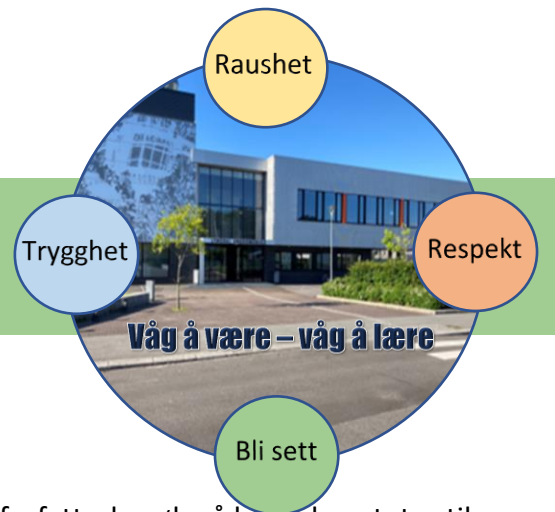 Raushet
Trygghet
Respekt
Våg å være – våg å lære
Bli sett